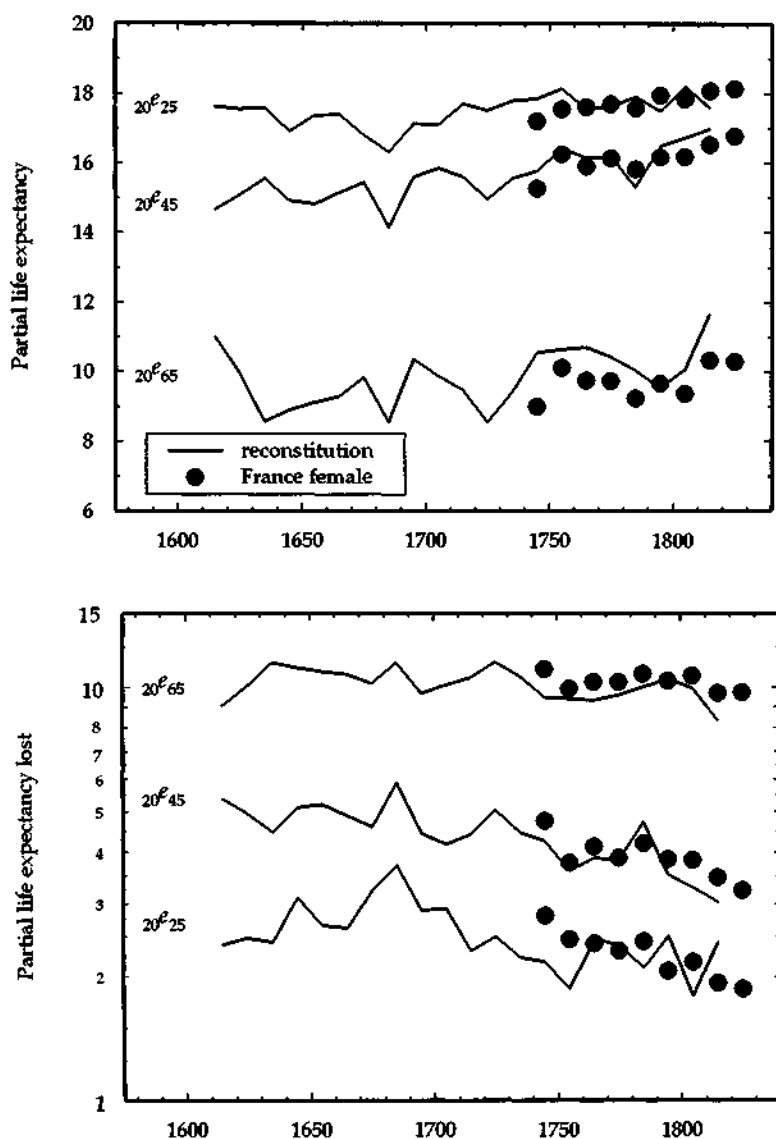 20
18
16
14
12
10
8
6
Partial life expectancy
20e25
20e45
20e65
reconstitution
France female
1600 1650 1700 1750 1800
15
10
9
8
7
6
5
4
3
2
1
Partial life expectancy lost
20e65
20e45
20e25
1600 1650 1700 1750 1800